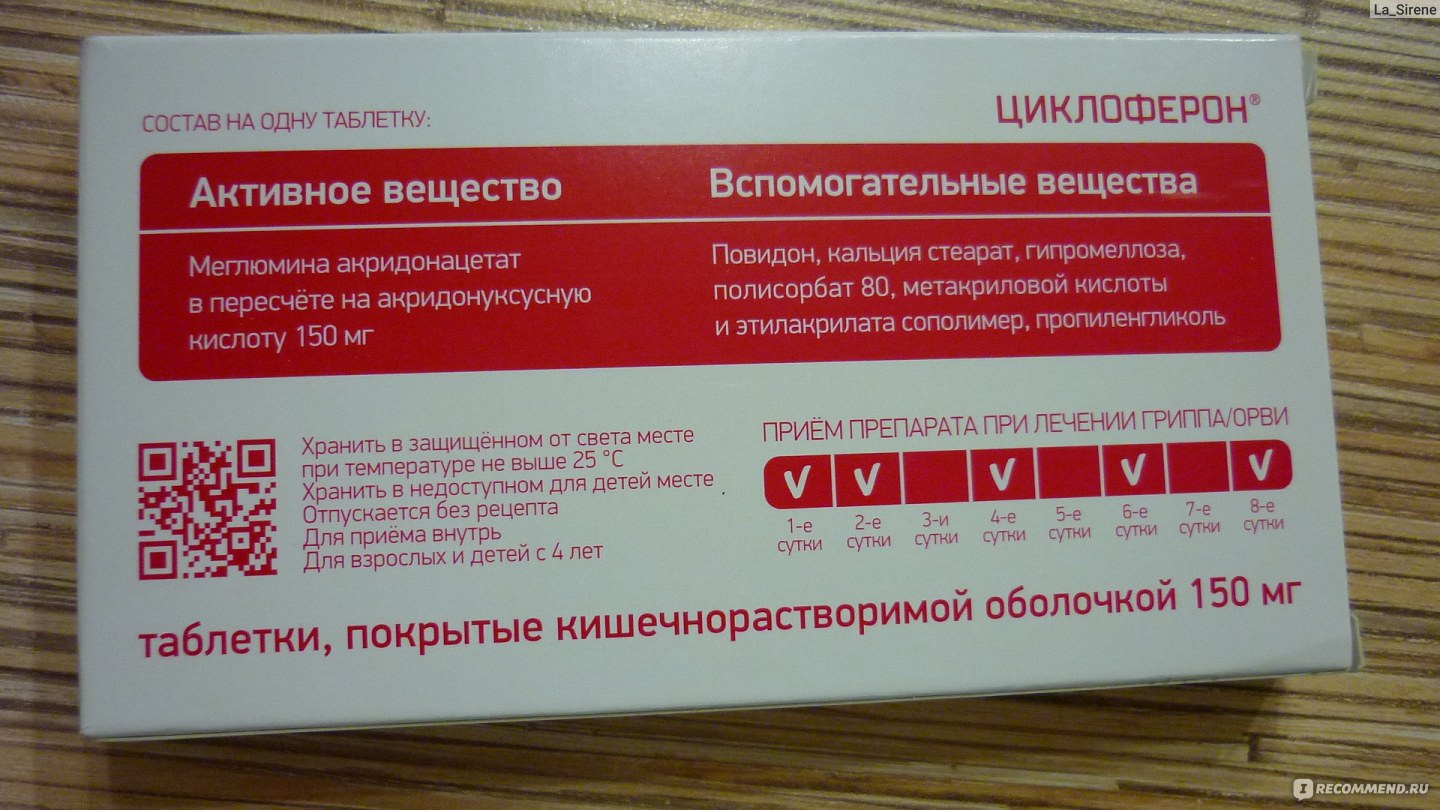 La_Sirene
СОСТАВ НА ОДНУ ТАБЛЕТКУ:
ЦИКЛОФЕРОН®
Активное вещество
Меглюмина акридонацетат
в пересчёте на акридонуксусную
кислоту 150 мг
Вспомогательные вещества
Повидон, кальция стеарат, гипромеллоза,
полисорбат 80, метакриловой кислоты
и этилакрилата сополимер, пропиленгликоль
Хранить в защищённом от света месте
при температуре не выше 25 °C
Хранить в недоступном для детей месте
Отпускается без рецепта
Для приёма внутрь
Для взрослых и детей с 4 лет
ПРИЁМ ПРЕПАРАТА ПРИ ЛЕЧЕНИИ ГРИППА/ОРВИ
1-е сутки
2-е сутки
3-и сутки
4-е сутки
5-е сутки
6-е сутки
7-е сутки
8-е сутки
таблетки, покрытые кишечнорастворимой оболочкой 150 мг
IRECOMMEND.RU